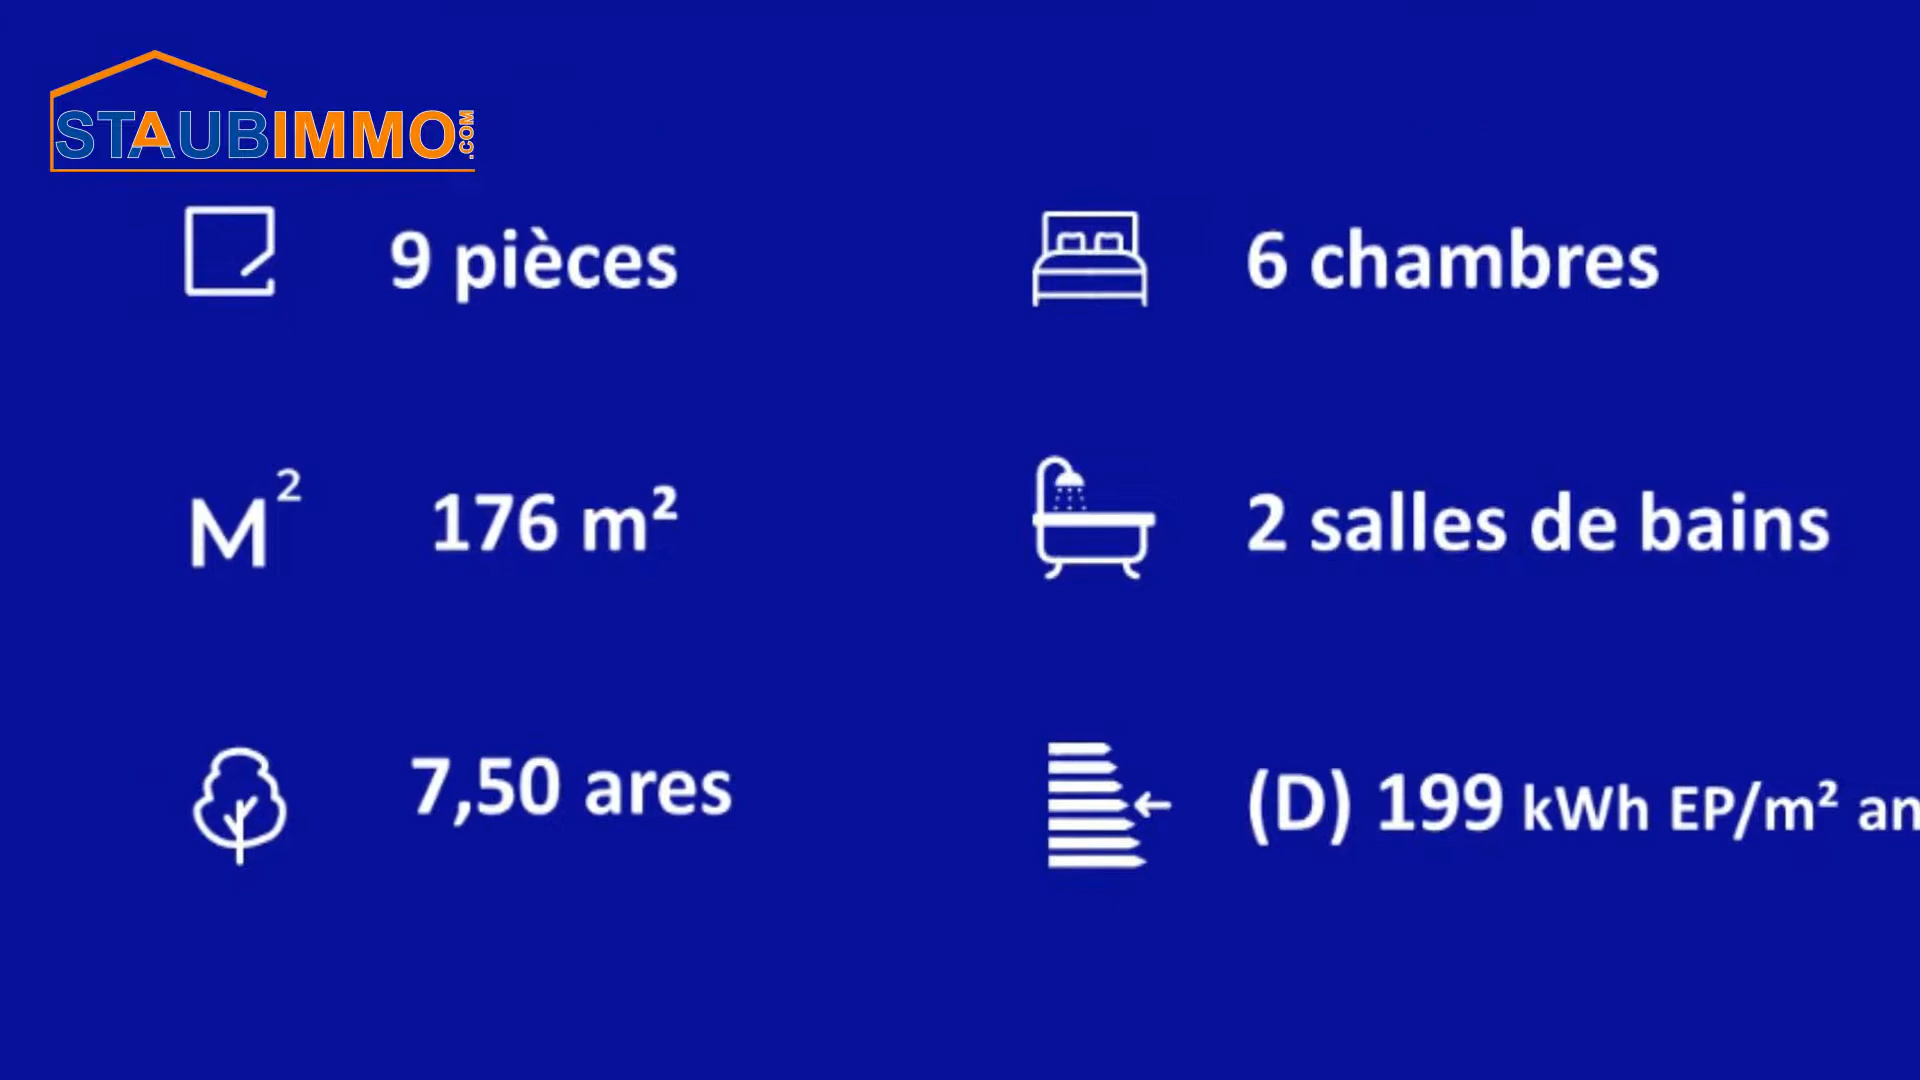 STAUBIMMO.COM
9 pièces
6 chambres
M² 176 m²
2 salles de bains
7,50 ares
(D) 199 kWh EP/m² an